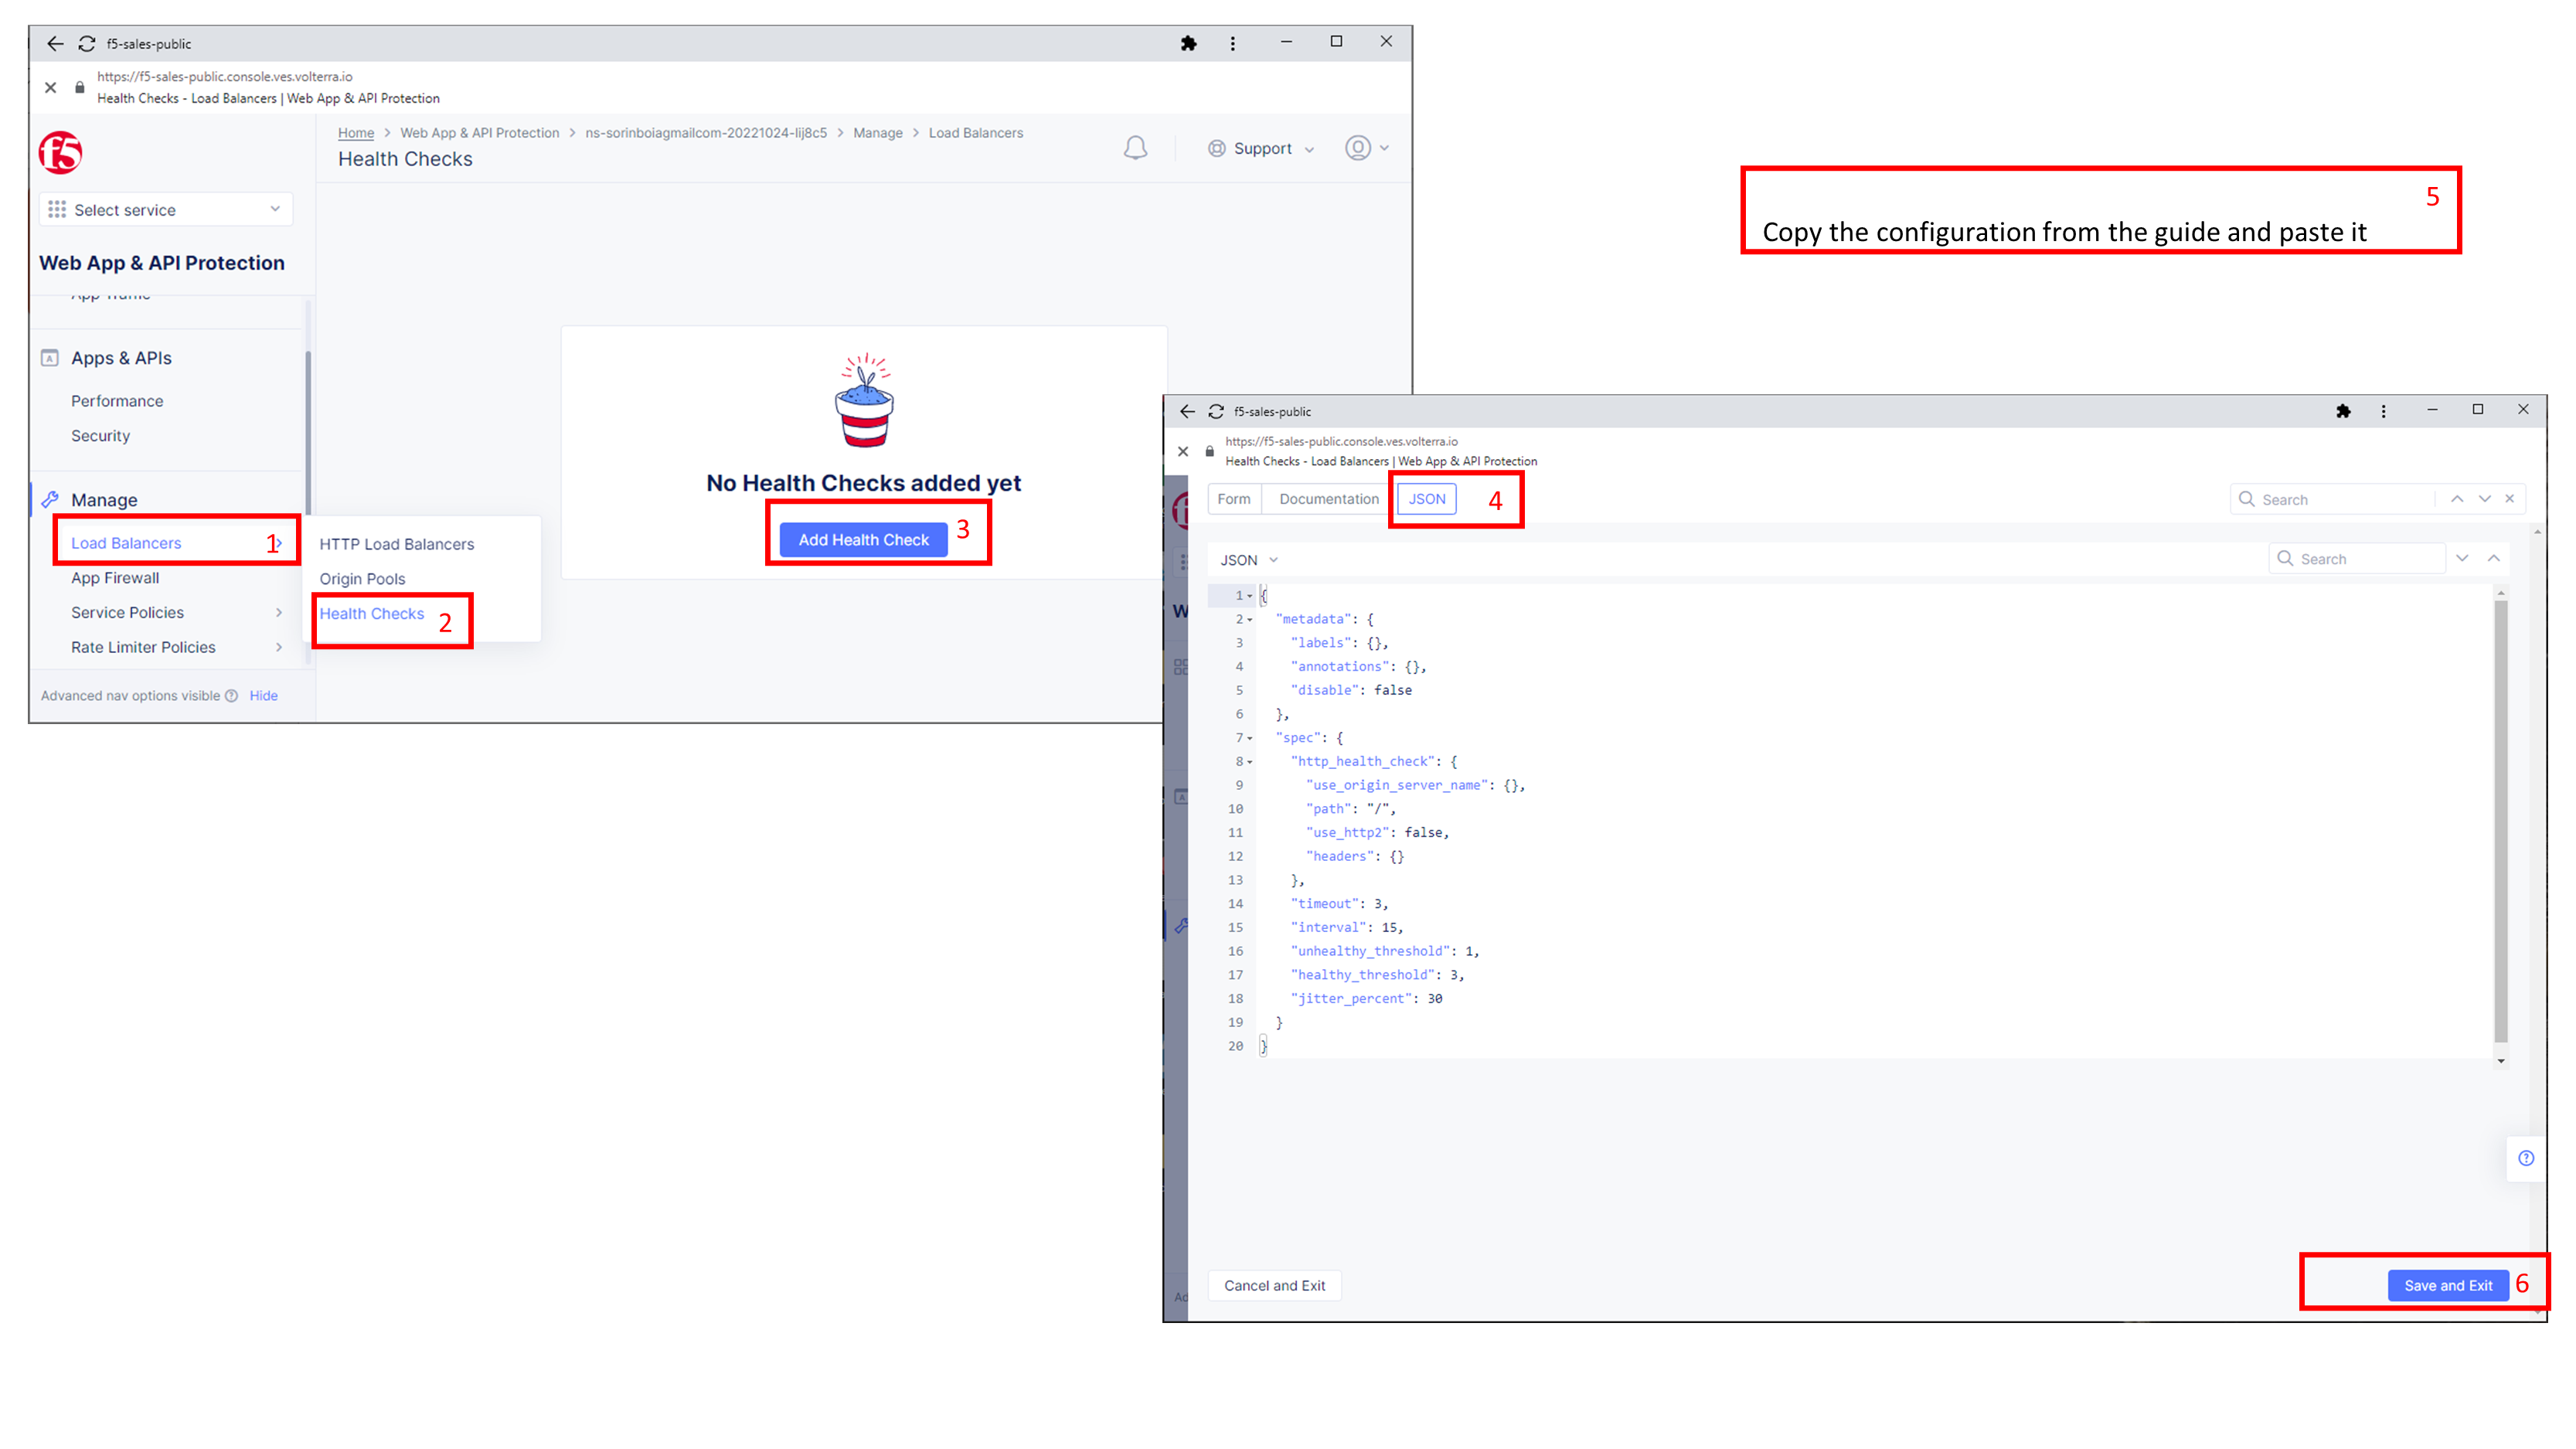 f5-sales-public
https://f5-sales-public.console.ves.volterra.io
Health Checks - Load Balancers | Web App & API Protection
f5
Home > Web App & API Protection > ns-sorinboiagmailcom-20221024-lij8c5 > Manage > Load Balancers
Health Checks
Support
Select service
Web App & API Protection
App Traffic
Apps & APIs
Performance
Security
Manage
Load Balancers 1
App Firewall
Service Policies
Rate Limiter Policies
Advanced nav options visible Hide
HTTP Load Balancers
Origin Pools
Health Checks 2
No Health Checks added yet
Add Health Check 3
5
Copy the configuration from the guide and paste it
f5-sales-public
https://f5-sales-public.console.ves.volterra.io
Health Checks - Load Balancers | Web App & API Protection
Form Documentation JSON 4
Search
JSON
Search
1 {
2 "metadata": {
3 "labels": {},
4 "annotations": {},
5 "disable": false
6 },
7 "spec": {
8 "http_health_check": {
9 "use_origin_server_name": {},
10 "path": "/",
11 "use_http2": false,
12 "headers": {}
13 },
14 "timeout": 3,
15 "interval": 15,
16 "unhealthy_threshold": 1,
17 "healthy_threshold": 3,
18 "jitter_percent": 30
19 }
20 }
W
Ad
Cancel and Exit
Save and Exit 6